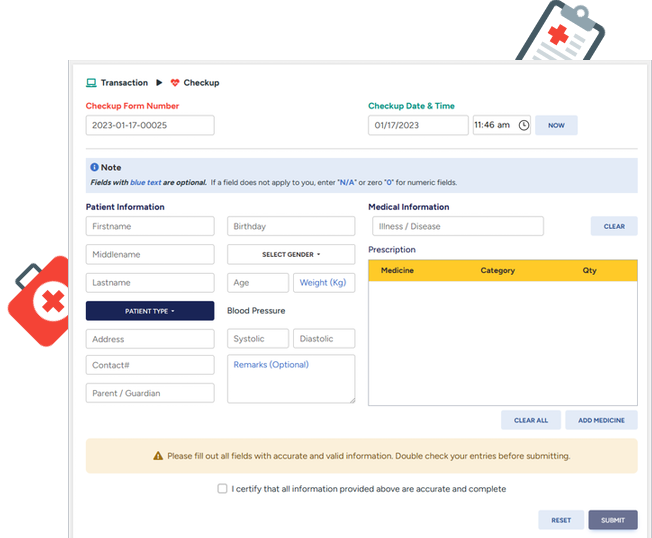 Transaction Checkup
Checkup Form Number
Checkup Date & Time
2023-01-17-00025
01/17/2023
11:46 am
NOW
Note
Fields with blue text are optional. If a field does not apply to you, enter "N/A" or zero "0" for numeric fields.
Patient Information
Firstname
Birthday
Middlename
SELECT GENDER
Lastname
Age
Weight (Kg)
PATIENT TYPE
Blood Pressure
Address
Systolic
Diastolic
Contact#
Remarks (Optional)
Parent / Guardian
Medical Information
Illness / Disease
CLEAR
Prescription
Medicine Category Qty
CLEAR ALL
ADD MEDICINE
Please fill out all fields with accurate and valid information. Double check your entries before submitting.
I certify that all information provided above are accurate and complete
RESET
SUBMIT